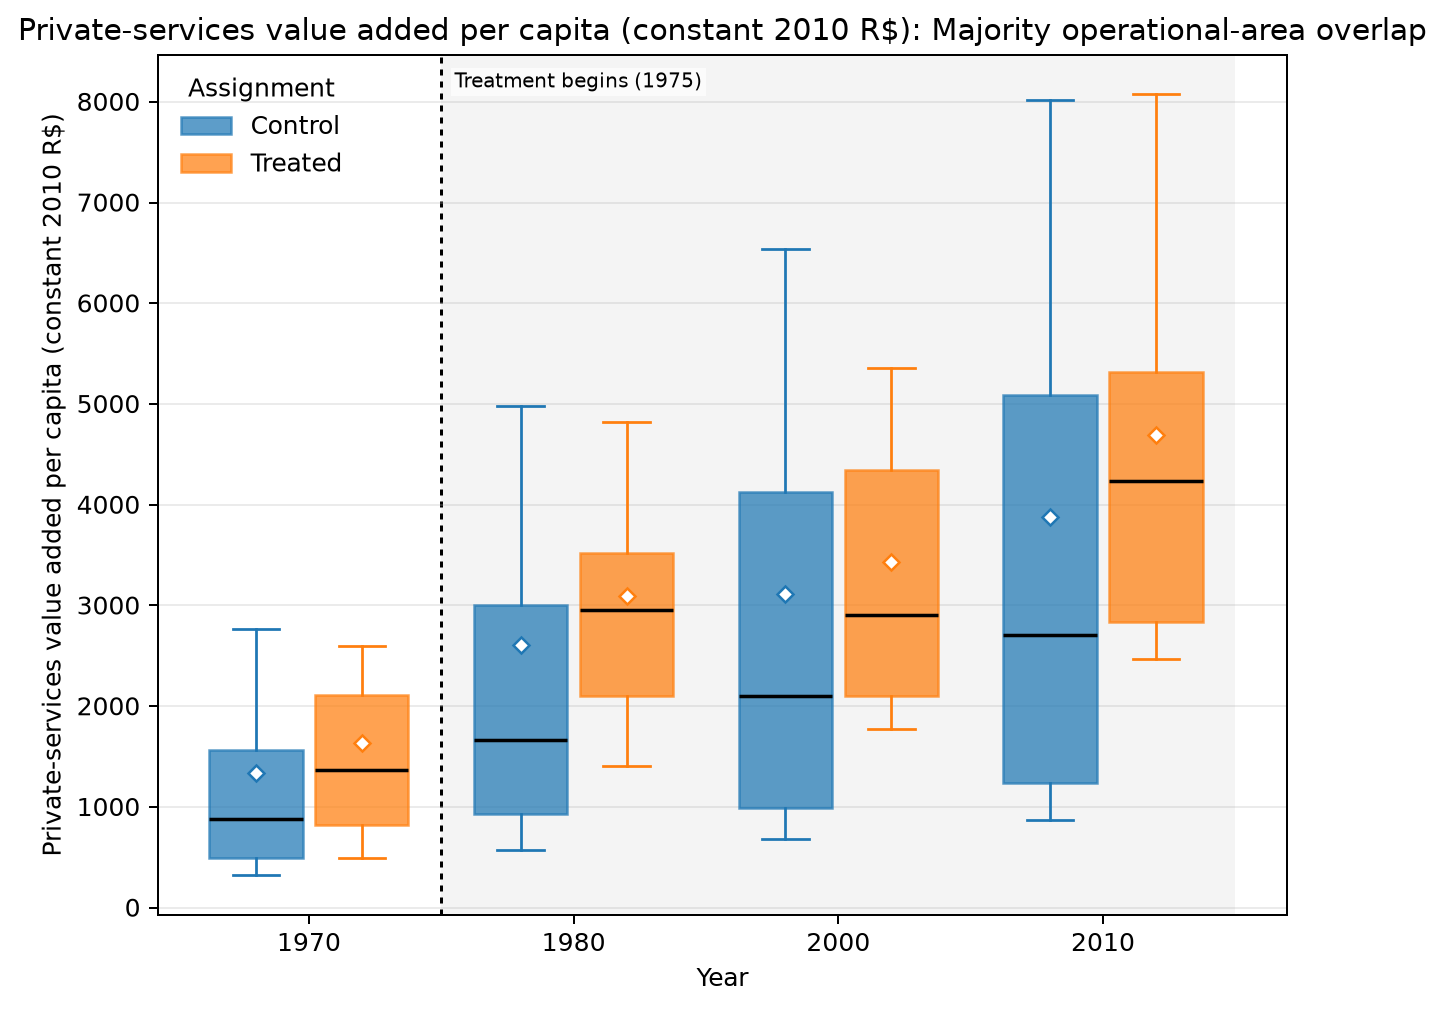 Private-services value added per capita (constant 2010 R$): Majority operational-area overlap
Treatment begins (1975)
Assignment
Control
Treated
Private-services value added per capita (constant 2010 R$)
8000
7000
6000
5000
4000
3000
2000
1000
0
1970
1980
2000
2010
Year